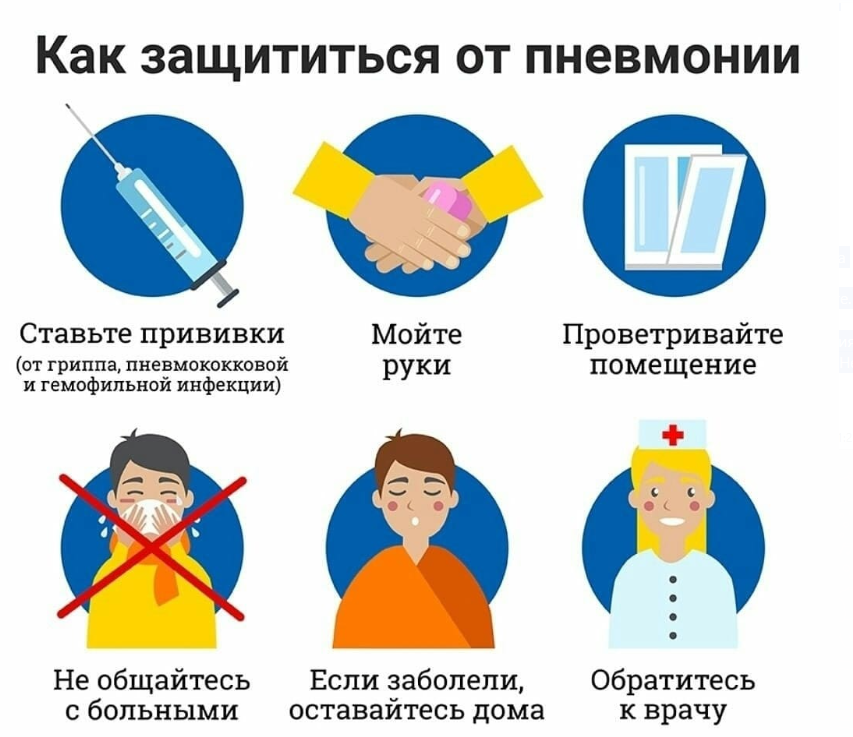 Как защититься от пневмонии
Ставьте прививки
(от гриппа, пневмококковой
и гемофильной инфекции)
Мойте
руки
Проветривайте
помещение
Не общайтесь
с больными
Если заболели,
оставайтесь дома
Обратитесь
к врачу